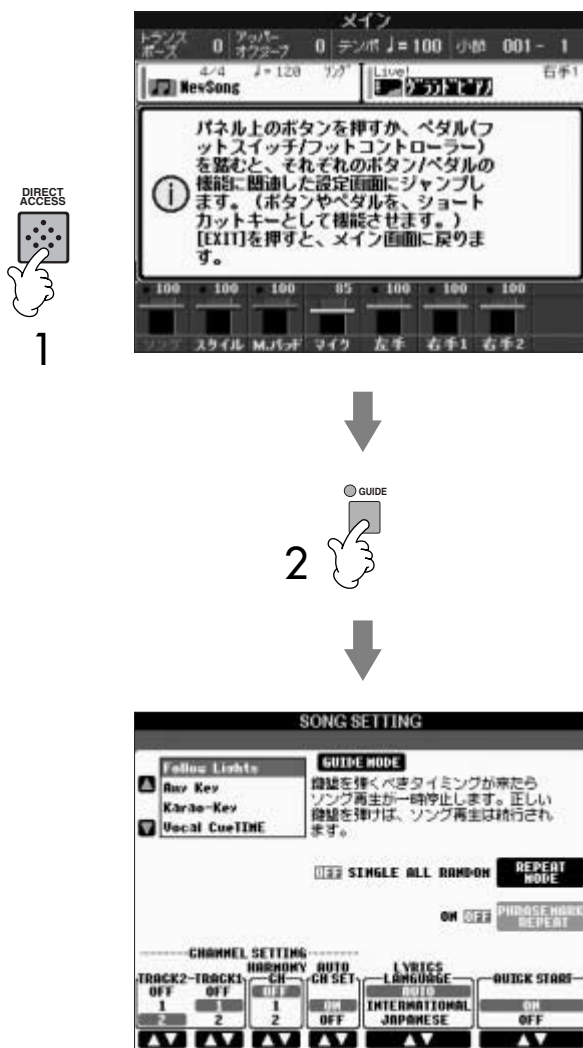 メイン
トランスポーズ 0 アッパーオクターブ 0 テンポ ♩=100 小節 001- 1
4/4 ♩=120 ソング Live! 右手1
NewSong グランドピアノ
パネル上のボタンを押すか、ペダル(フ
ットスイッチ/フットコントローラー)
を踏むと、それぞれのボタン/ペダルの
機能に関連した設定画面にジャンプし
ます。(ボタンやペダルを、ショート
カットキーとして機能させます。)
[EXIT]を押すと、メイン画面に戻りま
す。
DIRECT
ACCESS
1
100 100 100 85 100 100 100
ソング スタイル M.パッド マイク 左手 右手1 右手2
GUIDE
2
SONG SETTING
Follow Lights
Any Key
Karao-Key
Vocal CueTIME
GUIDE MODE
鍵盤を弾くべきタイミングが来たら
ソング再生が一時停止します。正しい
鍵盤を弾けば、ソング再生は続行され
ます。
OFF SINGLE ALL RANDOM REPEAT MODE
ON OFF PHRASE MARK REPEAT
CHANNEL SETTING
TRACK2 TRACK1 HARMONY CH AUTO CH SET LYRICS LANGUAGE QUICK START
OFF OFF OFF AUTO
1 1 1 ON INTERNATIONAL ON
2 2 2 OFF JAPANESE OFF